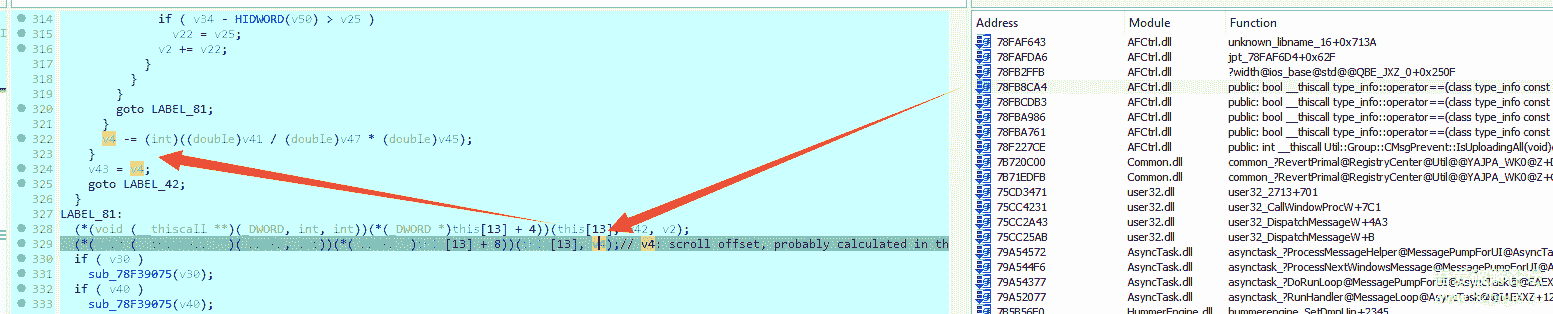 314 if ( v34 - HIDWORD(v50) > v25 )
315 v22 = v25;
316 v2 += v22;
317 }
318 }
319 }
320 goto LABEL_81;
321 }
322 v4 -= (int)((double)v41 / (double)v47 * (double)v45);
323 }
324 v43 = v4;
325 goto LABEL_42;
326 }
327 LABEL_81:
328 (*(void (__thiscall **)(_DWORD, int, int))(*(_DWORD *)this[13] + 4))(this[13], v42, v2);
329 [13] + 8))( [13], v4);// v4: scroll offset, probably calculated in th
330 if ( v30 )
331 sub_78F39075(v30);
332 if ( v40 )
333 sub_78F39075(v40);
Address Module Function
78FAF643 AFCtrl.dll unknown_libname_16+0x713A
78FAFDA6 AFCtrl.dll jpt_78FAF6D4+0x62F
78FB2FFB AFCtrl.dll ?width@ios_base@std@@QBE_JXZ_0+0x250F
78FB8CA4 AFCtrl.dll public: bool __thiscall type_info::operator==(class type_info const
78FBCDB3 AFCtrl.dll public: bool __thiscall type_info::operator==(class type_info const
78FBA986 AFCtrl.dll public: bool __thiscall type_info::operator==(class type_info const
78FBA761 AFCtrl.dll public: bool __thiscall type_info::operator==(class type_info const
78F227CE AFCtrl.dll public: int __thiscall Util::Group::CMsgPrevent::IsUploadingAll(void)
7B720C00 Common.dll common_?RevertPrimal@RegistryCenter@Util@@YAJPA_WK0@Z+
7B71EDFB Common.dll common_?RevertPrimal@RegistryCenter@Util@@YAJPA_WK0@Z+
75CD3471 user32.dll user32_2713+701
75CC4231 user32.dll user32_CallWindowProcW+7C1
75CC2A43 user32.dll user32_DispatchMessageW+4A3
75CC25AB user32.dll user32_DispatchMessageW+B
79A54572 AsyncTask.dll asynctask_?ProcessMessageHelper@MessagePumpForUI@AsyncTa
79A544F6 AsyncTask.dll asynctask_?ProcessNextWindowsMessage@MessagePumpForUI@A
79A54377 AsyncTask.dll asynctask_?DoRunLoop@MessagePumpForUI@AsyncTask@
79A52077 AsyncTask.dll asynctask_?RunHandler@MessageLoop@AsyncTask@@
7B5B56F0 HummerEngine.dll hummerengine_SetDmpUin+2345